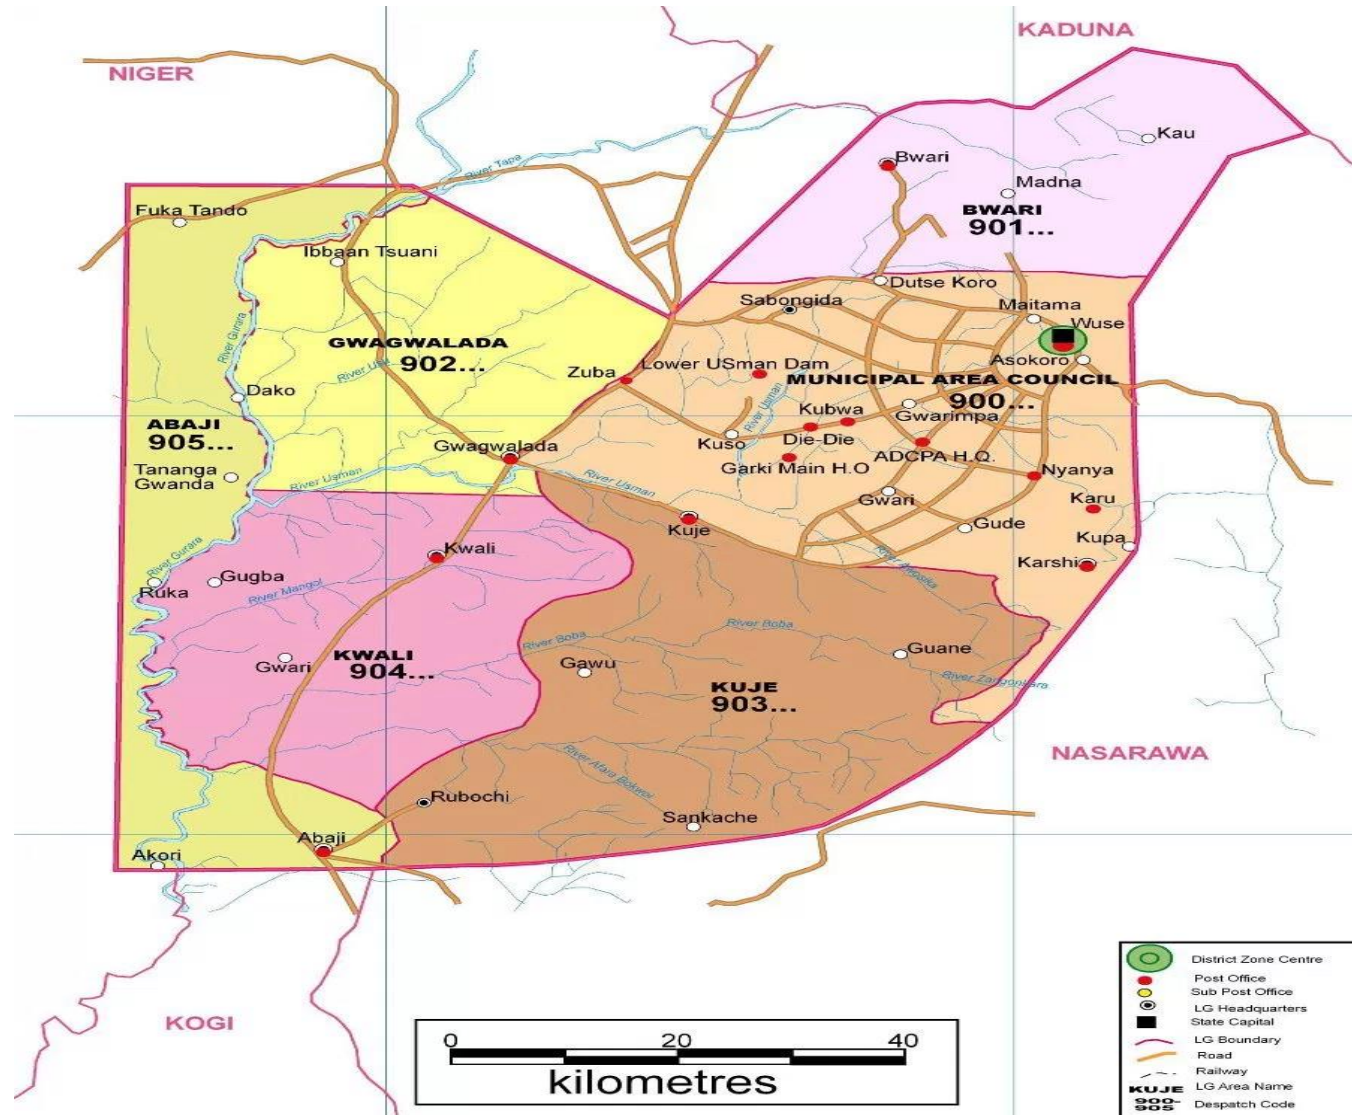 KADUNA
NIGER
Kau
Bwari
River Tapa
Madna
BWARI
901...
Fuka Tando
Ibbaan Tsuani
Dutse Koro
Sabongida
Maitama
Wuse
River Gurara
GWAGWALADA
902...
River Use
Asokoro
Zuba
Lower USman Dam
MUNICIPAL AREA COUNCIL
900...
Dako
River Usman
Kubwa
Gwarimpa
ABAJI
905...
Kuso
Die-Die
Gwagwalada
ADCPA H.Q.
Garki Main H.O
Tananga
Gwanda
River Usman
River Usman
Nyanya
Gwari
Karu
Kuje
Gude
Kupa
Kwali
River Gurara
Karshi
Gugba
Ruka
River Mangol
River Boba
River Boba
Guane
KWALI
904...
Gwari
Gawu
KUJE
903...
NASARAWA
Rubochi
Sankache
Abaji
Akori
KOGI
0 20 40
kilometres
District Zone Centre
Post Office
Sub Post Office
LG Headquarters
State Capital
LG Boundary
Road
Railway
KUJE LG Area Name
900-
905 Despatch Code